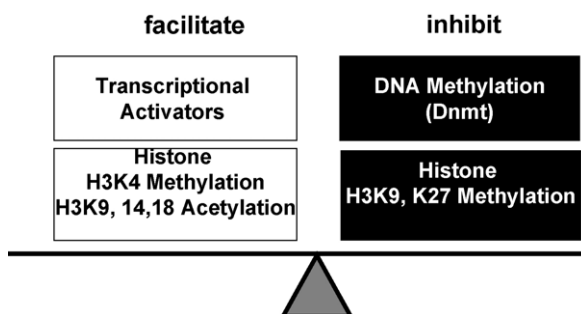 facilitate
inhibit
Transcriptional
Activators
DNA Methylation
(Dnmt)
Histone
H3K4 Methylation
H3K9, 14,18 Acetylation
Histone
H3K9, K27 Methylation